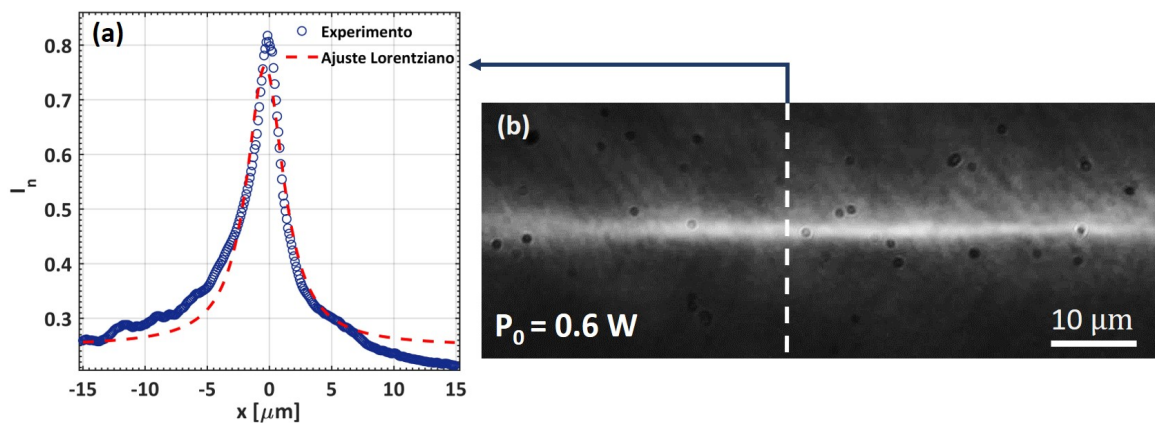 (a)
Experimento
Ajuste Lorentziano
0.8
0.7
0.6
0.5
0.4
0.3
I_n
-15 -10 -5 0 5 10 15
x [μm]
(b)
P₀ = 0.6 W
10 μm